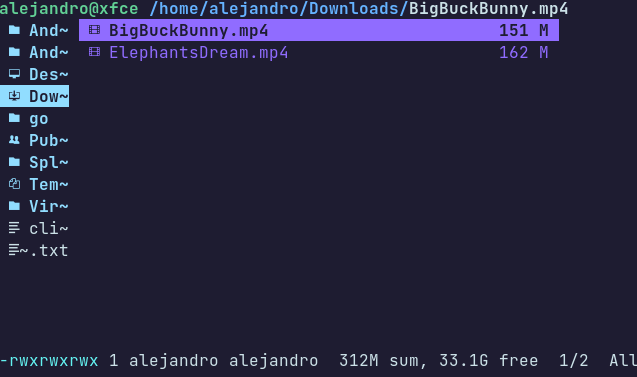 alejandro@xfce /home/alejandro/Downloads/BigBuckBunny.mp4
And~ BigBuckBunny.mp4 151 M
And~ ElephantsDream.mp4 162 M
Des~
Dow~
go
Pub~
Spl~
Tem~
Vir~
cli~
~.txt
-rwxrwxrwx 1 alejandro alejandro 312M sum, 33.1G free 1/2 All